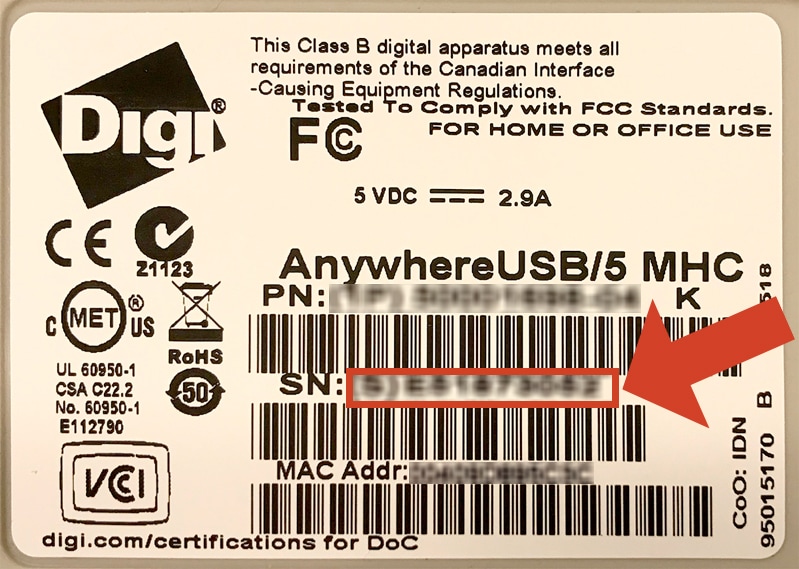 Digi®
This Class B digital apparatus meets all
requirements of the Canadian Interface
-Causing Equipment Regulations.
Tested To Comply with FCC Standards.
FC FOR HOME OR OFFICE USE
5 VDC 2.9A
CE
Z1123
AnywhereUSB/5 MHC
PN: K
C MET ® US
RoHS
SN:
UL 60950-1
CSA C22.2
No. 60950-1
E112790
50
MAC Addr:
VCI
digi.com/certifications for DoC
CoO: IDN
95015170 B
518